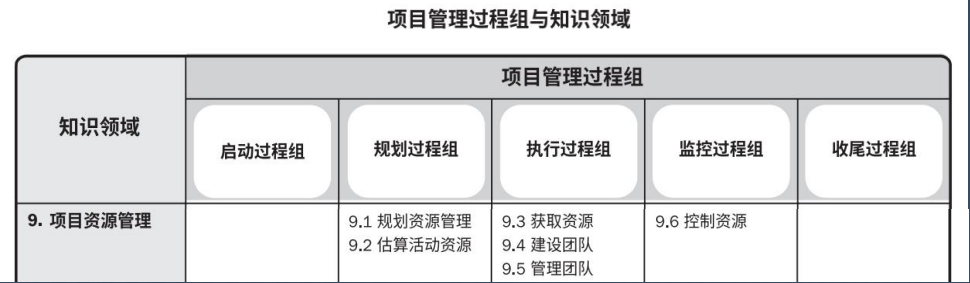 项目管理过程组与知识领域
知识领域
项目管理过程组
启动过程组
规划过程组
执行过程组
监控过程组
收尾过程组
9. 项目资源管理
9.1 规划资源管理
9.2 估算活动资源
9.3 获取资源
9.4 建设团队
9.5 管理团队
9.6 控制资源